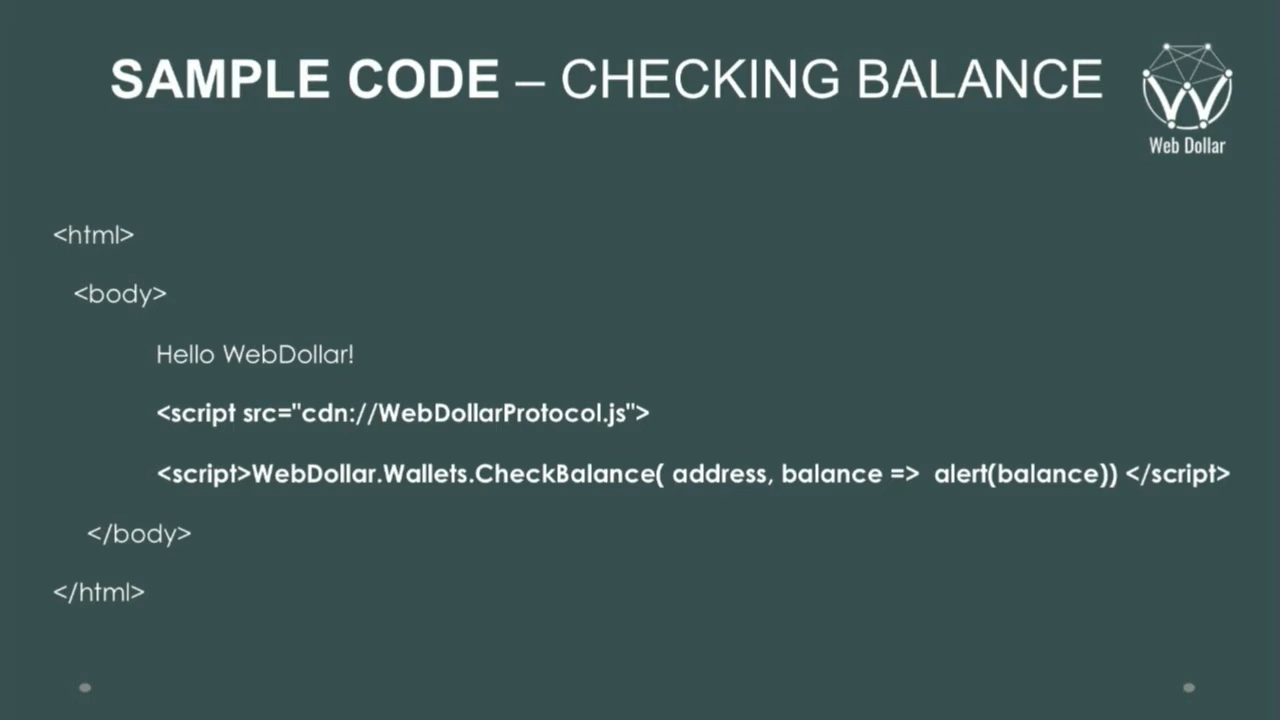 SAMPLE CODE – CHECKING BALANCE
Web Dollar
<html>
<body>
Hello WebDollar!
<script src="cdn://WebDollarProtocol.js">
<script>WebDollar.Wallets.CheckBalance( address, balance =>  alert(balance)) </script>
</body>
</html>